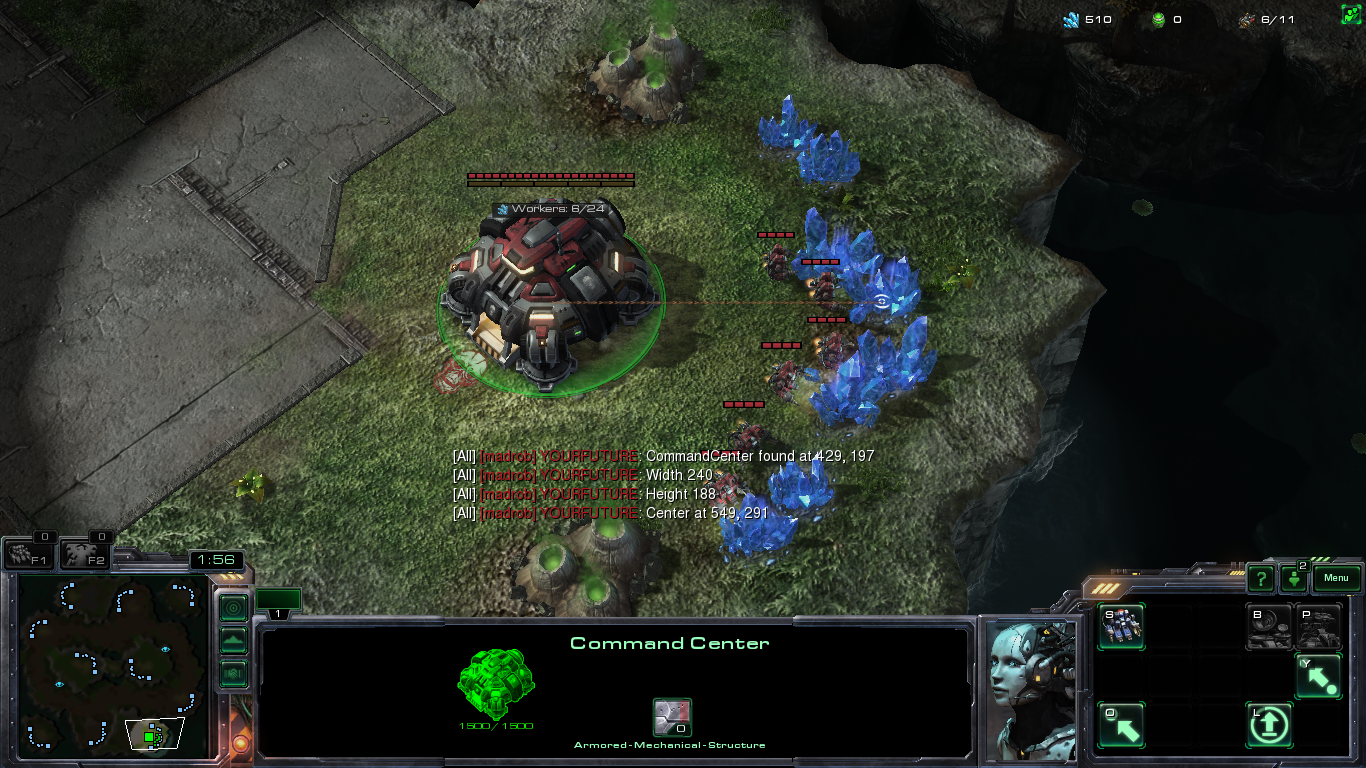 510 0 6/11
Workers: 6/24
[All] [madrob] YOURFUTURE: CommandCenter found at 429, 197
[All] [madrob] YOURFUTURE: Width 240
[All] [madrob] YOURFUTURE: Height 188
[All] [madrob] YOURFUTURE: Center at 549, 291
0 0
F1 F2
1:56
1
2
? Menu
Command Center
1500/1500
0
Armored-Mechanical-Structure
S B P
Y
O L